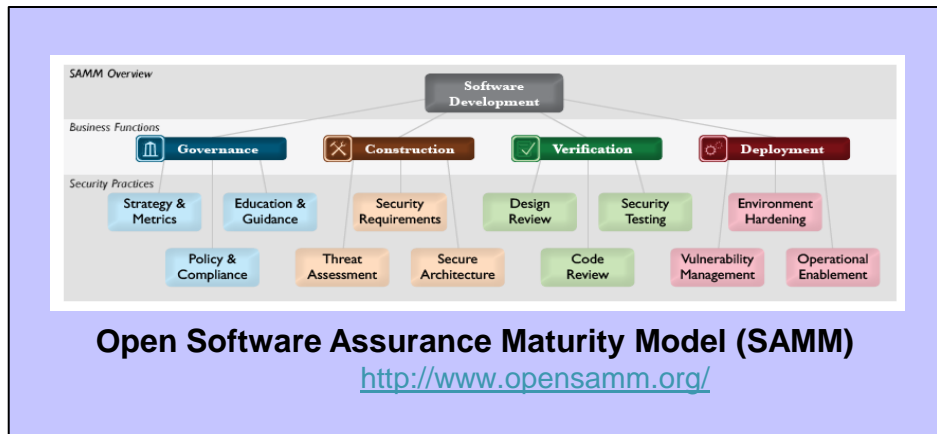 SAMM Overview
Software
Development
Business Functions
Governance
Construction
Verification
Deployment
Security Practices
Strategy &
Metrics
Education &
Guidance
Security
Requirements
Design
Review
Security
Testing
Environment
Hardening
Policy &
Compliance
Threat
Assessment
Secure
Architecture
Code
Review
Vulnerability
Management
Operational
Enablement
Open Software Assurance Maturity Model (SAMM)
http://www.opensamm.org/